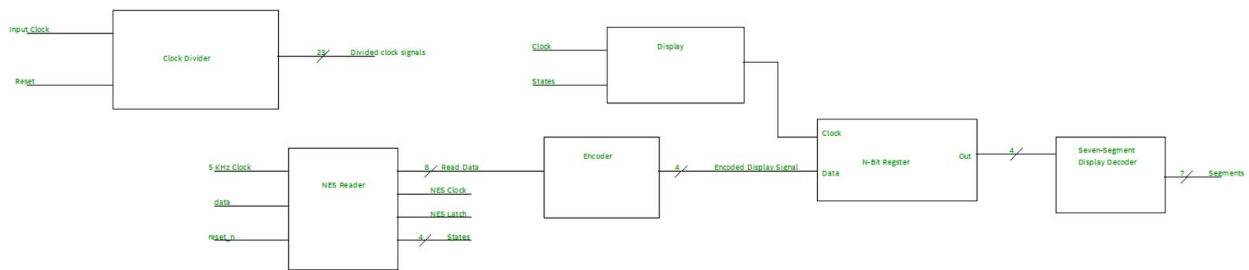 Input Clock
Reset
Clock Divider
23
Divided clock signals
Clock
States
Display
5 KHz Clock
data
reset_n
NES Reader
8
Read Data
NES Clock
NES Latch
4
States
Encoder
4
Encoded Display Signal
Clock
Data
N-Bit Regster
Out
4
Seven-Segment
Display Decoder
7
Segments